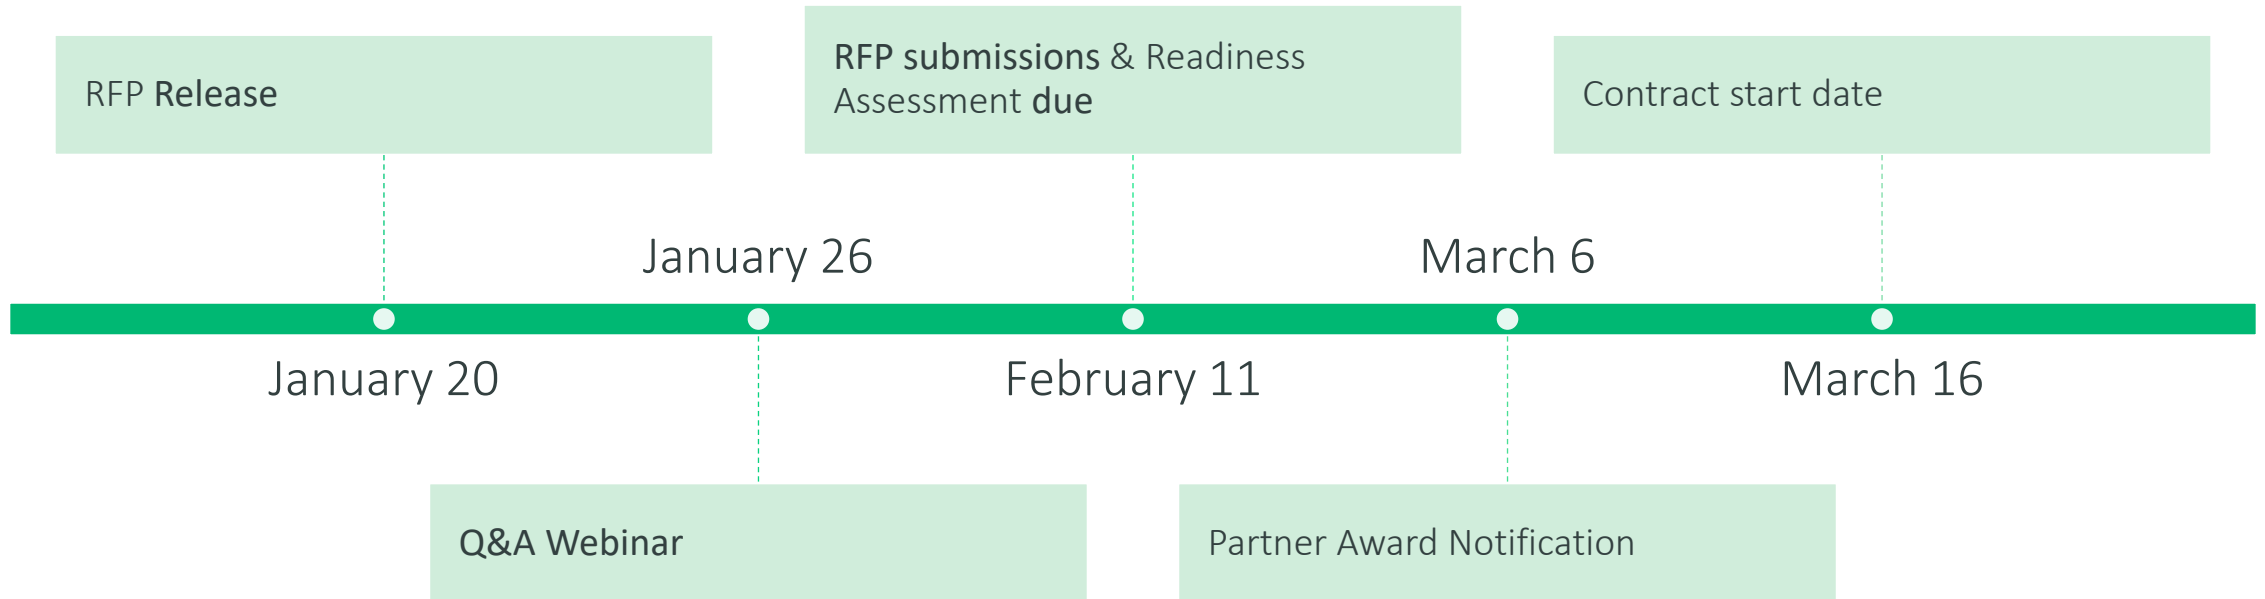 RFP Release
RFP submissions & Readiness
Assessment due
Contract start date
January 26
March 6
January 20
February 11
March 16
Q&A Webinar
Partner Award Notification